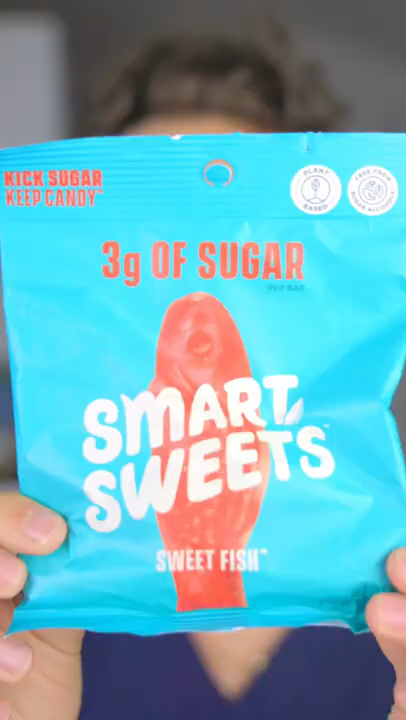 KICK SUGAR
KEEP CANDY™
PLANT
BASED
FREE FROM
SUGAR ALCOHOLS
3g OF SUGAR
PER BAG
SMART
SWEETS™
SWEET FISH™